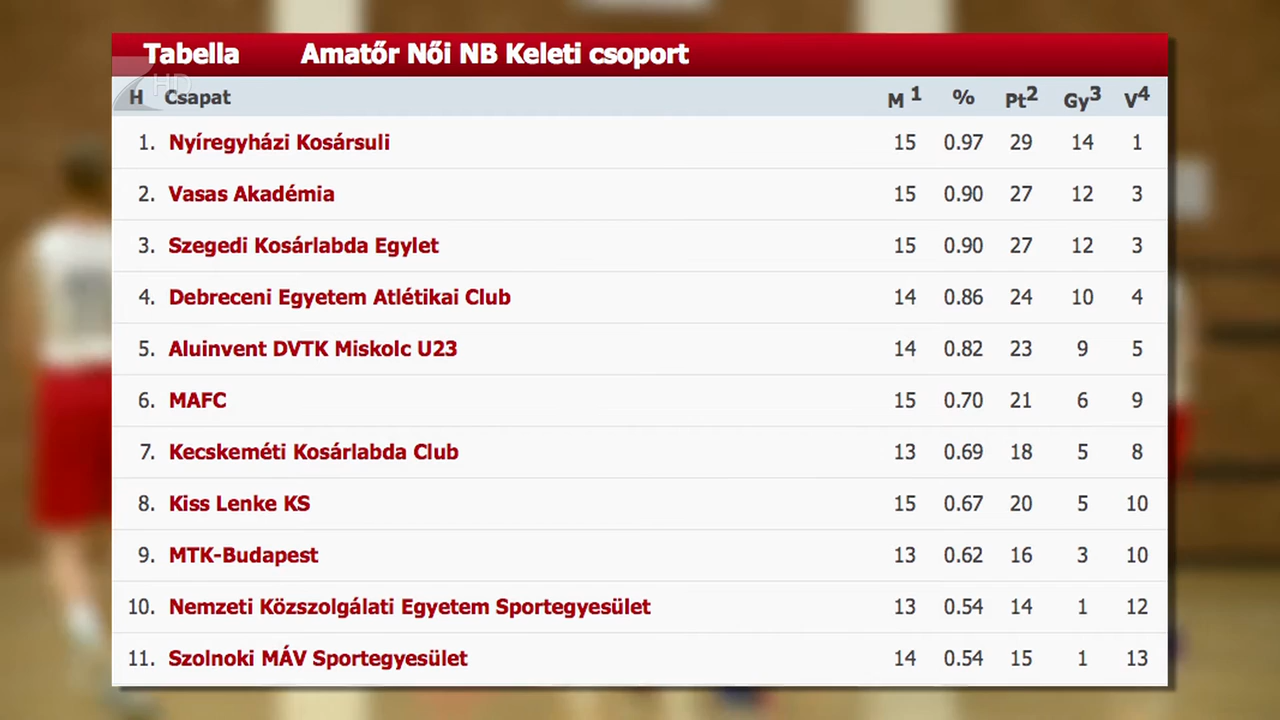 Tabella Amatőr Női NB Keleti csoport
HD
H Csapat M 1 % Pt2 Gy3 V4
1. Nyíregyházi Kosársuli 15 0.97 29 14 1
2. Vasas Akadémia 15 0.90 27 12 3
3. Szegedi Kosárlabda Egylet 15 0.90 27 12 3
4. Debreceni Egyetem Atlétikai Club 14 0.86 24 10 4
5. Aluinvent DVTK Miskolc U23 14 0.82 23 9 5
6. MAFC 15 0.70 21 6 9
7. Kecskeméti Kosárlabda Club 13 0.69 18 5 8
8. Kiss Lenke KS 15 0.67 20 5 10
9. MTK-Budapest 13 0.62 16 3 10
10. Nemzeti Közszolgálati Egyetem Sportegyesület 13 0.54 14 1 12
11. Szolnoki MÁV Sportegyesület 14 0.54 15 1 13